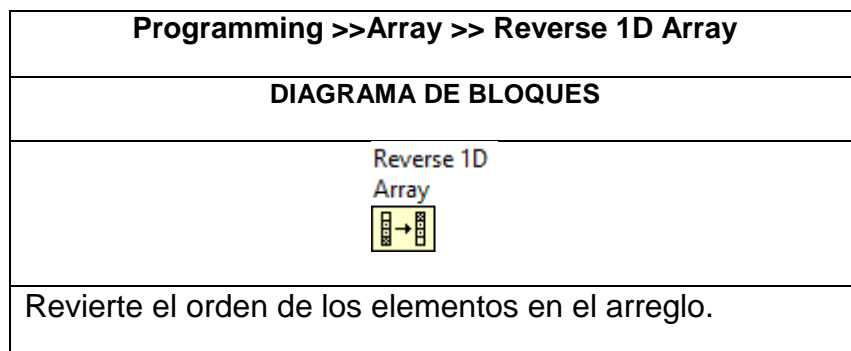 Programming >>Array >> Reverse 1D Array
DIAGRAMA DE BLOQUES
Reverse 1D
Array
Revierte el orden de los elementos en el arreglo.